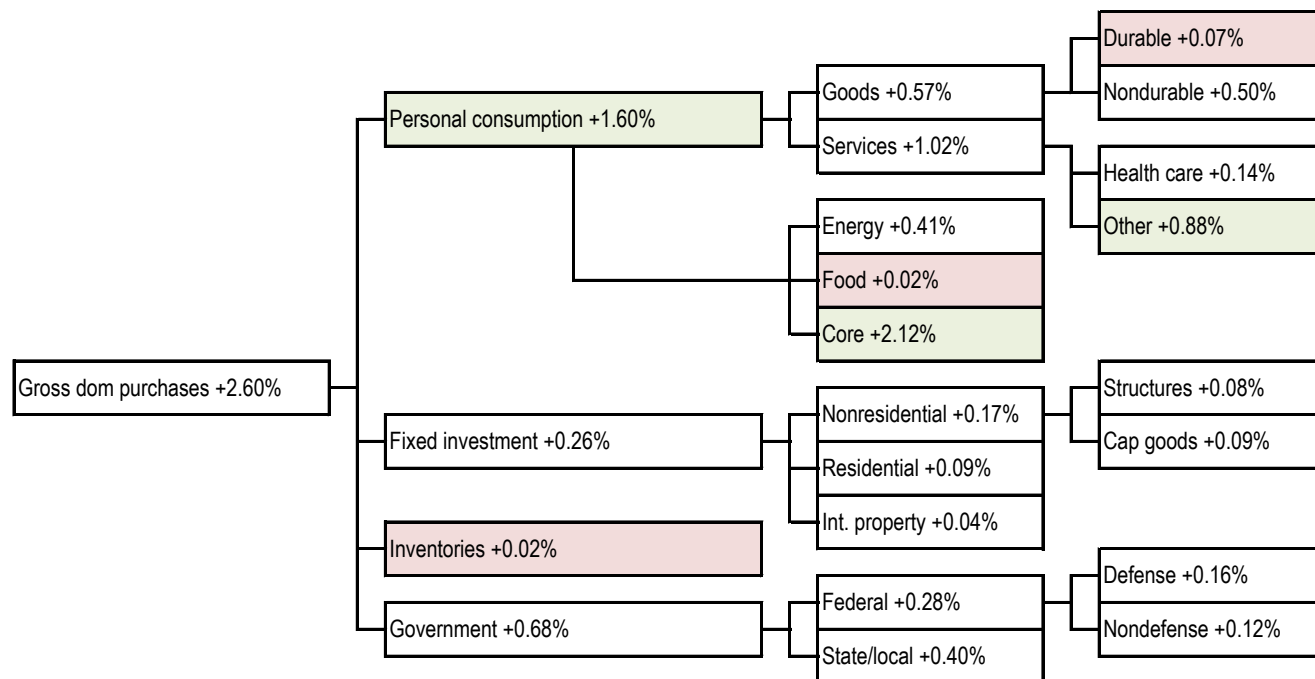 Gross dom purchases +2.60%
Personal consumption +1.60%
Goods +0.57%
Services +1.02%
Durable +0.07%
Nondurable +0.50%
Health care +0.14%
Other +0.88%
Energy +0.41%
Food +0.02%
Core +2.12%
Fixed investment +0.26%
Nonresidential +0.17%
Residential +0.09%
Int. property +0.04%
Structures +0.08%
Cap goods +0.09%
Inventories +0.02%
Government +0.68%
Federal +0.28%
State/local +0.40%
Defense +0.16%
Nondefense +0.12%